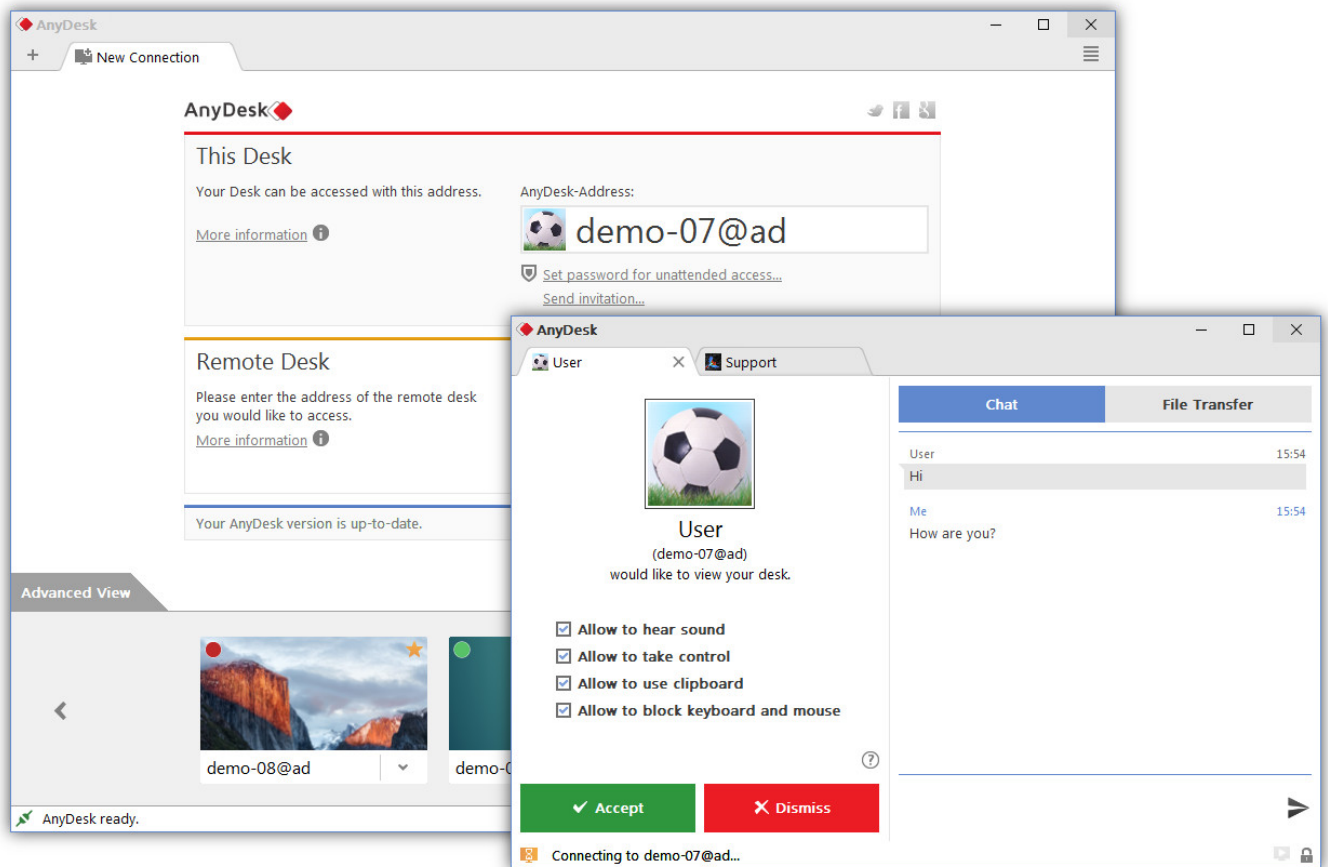 AnyDesk
New Connection
AnyDesk
This Desk
Your Desk can be accessed with this address.
More information
AnyDesk-Address:
demo-07@ad
Set password for unattended access...
Send invitation...
Remote Desk
Please enter the address of the remote desk
you would like to access.
More information
Your AnyDesk version is up-to-date.
Advanced View
demo-08@ad
AnyDesk ready.
AnyDesk
User
Support
User
(demo-07@ad)
would like to view your desk.
Allow to hear sound
Allow to take control
Allow to use clipboard
Allow to block keyboard and mouse
Accept
Dismiss
Chat
File Transfer
User 15:54
Hi
Me 15:54
How are you?
Connecting to demo-07@ad...